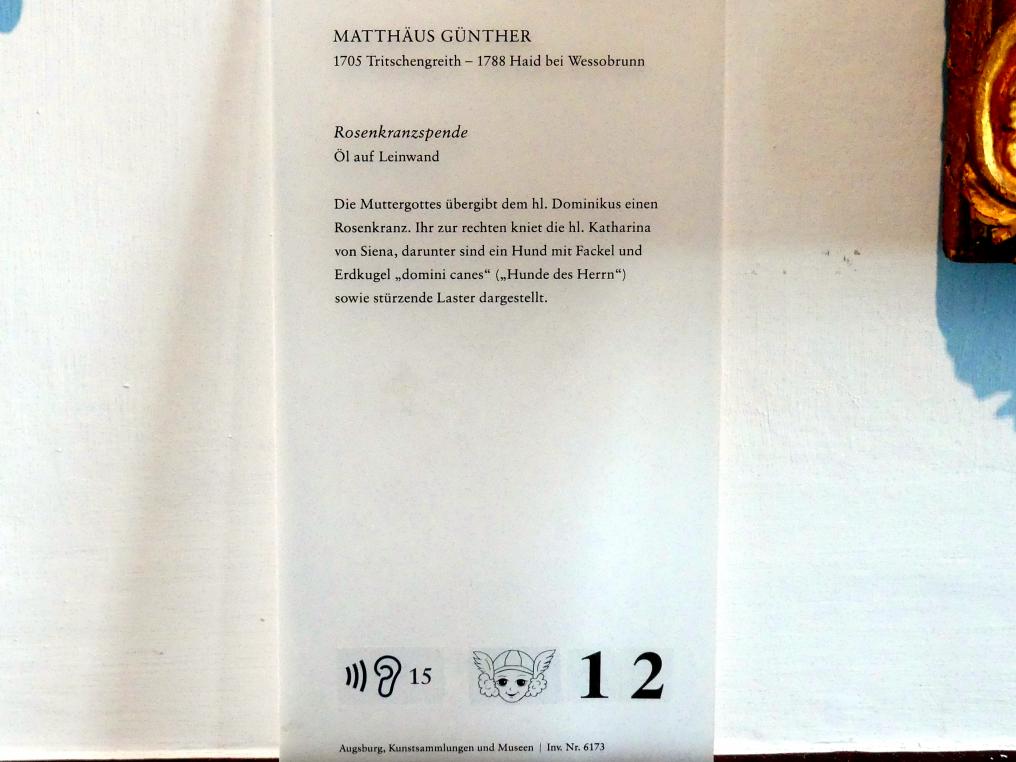 MATTHÄUS GÜNTHER
1705 Tritschengreith – 1788 Haid bei Wessobrunn
Rosenkranzspende
Öl auf Leinwand
Die Muttergottes übergibt dem hl. Dominikus einen
Rosenkranz. Ihr zur rechten kniet die hl. Katharina
von Siena, darunter sind ein Hund mit Fackel und
Erdkugel „domini canes“ („Hunde des Herrn“)
sowie stürzende Laster dargestellt.
15 1 2
Augsburg, Kunstsammlungen und Museen | Inv. Nr. 6173